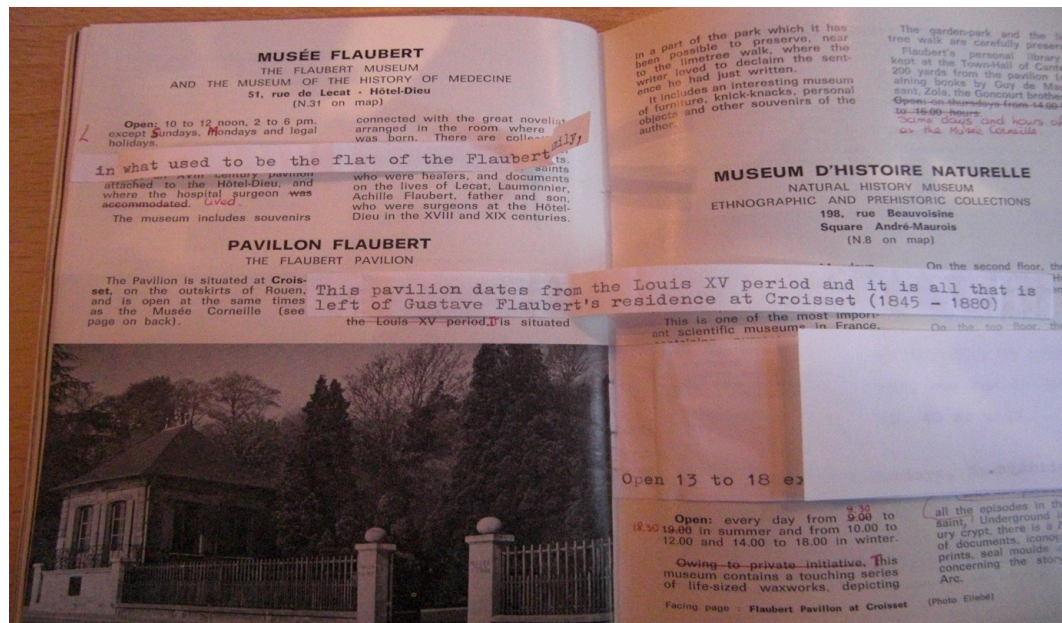 MUSÉE FLAUBERT
THE FLAUBERT MUSEUM
AND THE MUSEUM OF THE HISTORY OF MEDECINE
51, rue de Lecat - Hôtel-Dieu
(N.31 on map)
Open: 10 to 12 noon, 2 to 6 pm.
except Sundays, Mondays and legal
holidays.
in what used to be the flat of the Flaubert
attached to the Hôtel-Dieu, and
where the hospital surgeon was
accommodated. lived.
The museum includes souvenirs
connected with the great novelist
arranged in the room where
was born. There are
saints
who were healers, and documents
on the lives of Lecat, Laumonnier,
Achille Flaubert, father and son,
who were surgeons at the Hôtel-
Dieu in the XVIII and XIX centuries.
PAVILLON FLAUBERT
THE FLAUBERT PAVILION
The Pavilion is situated at Crois-
set, on the outskirts of Rouen,
and is open at the same times
as the Musée Corneille (see
page on back).
This pavilion dates from the Louis XV period and it is all that is
left of Gustave Flaubert's residence at Croisset (1845 - 1880)
the Louis XV period, It is situated
in a part of the park which it has
been possible to preserve, near
to the limetree walk, where the
writer loved to declaim the sent-
ence he had just written.
It includes an interesting museum
of furniture, knick-knacks, personal
objects and other souvenirs of the
author.
The garden-park and the
tree walk are carefully
Flaubert's personal library
kept at the Town-Hall of
200 yards from the pavilion
aining books by Guy de
sant, Zola, the Goncourt
Open: on thursdays from 14.00
to 16.00 hours.
Same days and hours
as the Musée Corneille
MUSEUM D'HISTOIRE NATURELLE
NATURAL HISTORY MUSEUM
ETHNOGRAPHIC AND PREHISTORIC COLLECTIONS
198, rue Beauvoisine
Square André-Maurois
(N.8 on map)
On the second floor,
This is one of the most import-
ant scientific museums in France,
On the top floor,
Open 13 to 18
9.30
Open: every day from 9.00 to
18.30 19.00 in summer and from 10.00 to
12.00 and 14.00 to 18.00 in winter.
Owing to private initiative, This
museum contains a touching series
of life-sized waxworks, depicting
all the episodes in
saint, Underground
ury crypt, there is a
of documents,
prints, seal moulds
concerning the
Arc.
Facing page : Flaubert Pavilion at Croisset
(Photo Ellebé)